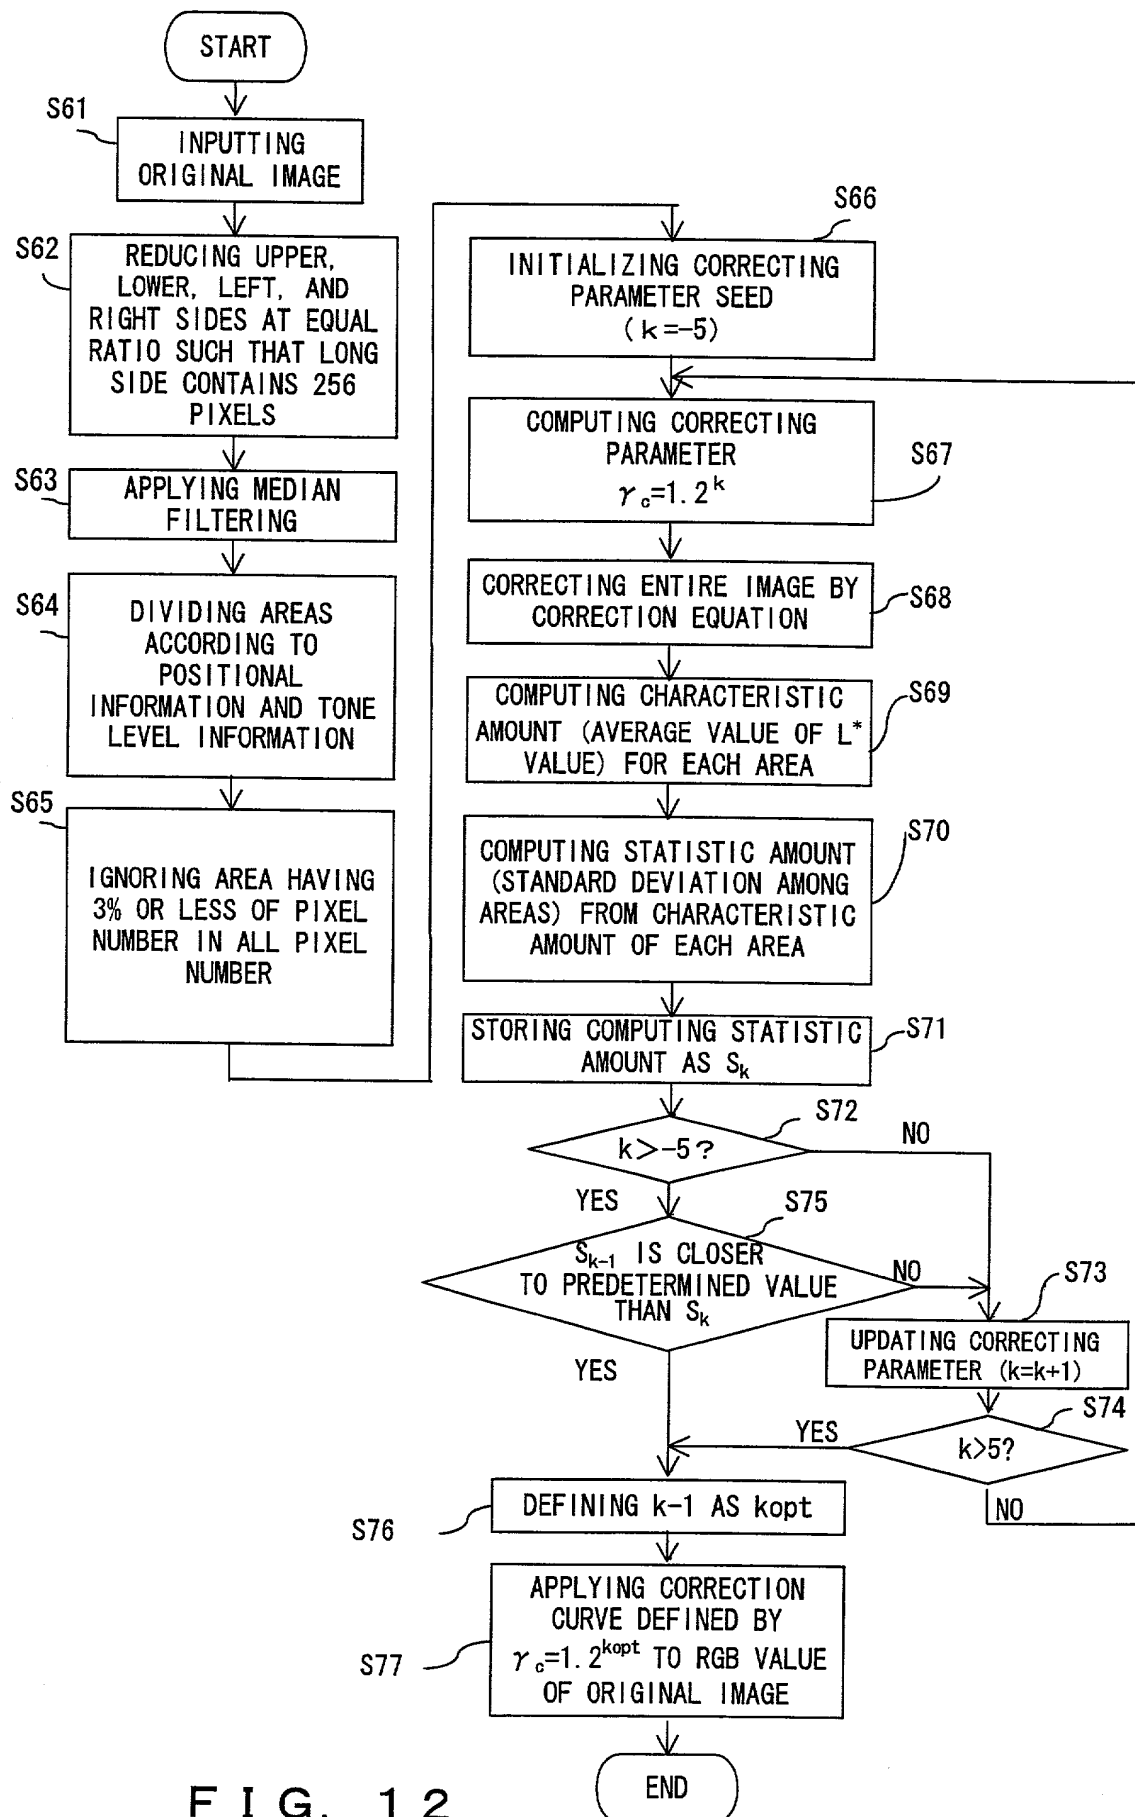 START
S61
INPUTTING
ORIGINAL IMAGE
S62
REDUCING UPPER,
LOWER, LEFT, AND
RIGHT SIDES AT EQUAL
RATIO SUCH THAT LONG
SIDE CONTAINS 256
PIXELS
S63
APPLYING MEDIAN
FILTERING
S64
DIVIDING AREAS
ACCORDING TO
POSITIONAL
INFORMATION AND TONE
LEVEL INFORMATION
S65
IGNORING AREA HAVING
3% OR LESS OF PIXEL
NUMBER IN ALL PIXEL
NUMBER
S66
INITIALIZING CORRECTING
PARAMETER SEED
(k=-5)
COMPUTING CORRECTING
PARAMETER
γc=1.2^k
S67
CORRECTING ENTIRE IMAGE BY
CORRECTION EQUATION
S68
COMPUTING CHARACTERISTIC
AMOUNT (AVERAGE VALUE OF L*
VALUE) FOR EACH AREA
S69
COMPUTING STATISTIC AMOUNT
(STANDARD DEVIATION AMONG
AREAS) FROM CHARACTERISTIC
AMOUNT OF EACH AREA
S70
STORING COMPUTING STATISTIC
AMOUNT AS Sk
S71
k>-5?
S72
NO
YES
S75
Sk-1 IS CLOSER
TO PREDETERMINED VALUE
THAN Sk
NO
YES
S73
UPDATING CORRECTING
PARAMETER (k=k+1)
S74
k>5?
YES
NO
DEFINING k-1 AS kopt
S76
APPLYING CORRECTION
CURVE DEFINED BY
γc=1.2^kopt TO RGB VALUE
OF ORIGINAL IMAGE
S77
END
FIG. 12